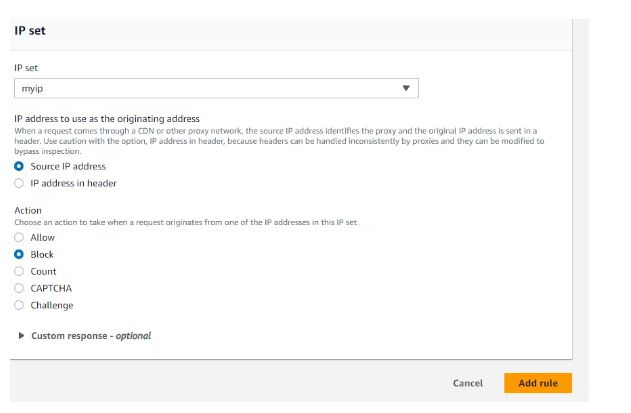 IP set
IP set
myip
IP address to use as the originating address
When a request comes through a CDN or other proxy network, the source IP address identifies the proxy and the original IP address is sent in a
header. Use caution with the option, IP address in header, because headers can be handled inconsistently by proxies and they can be modified to
bypass inspection.
Source IP address
IP address in header
Action
Choose an action to take when a request originates from one of the IP addresses in this IP set.
Allow
Block
Count
CAPTCHA
Challenge
Custom response - optional
Cancel
Add rule